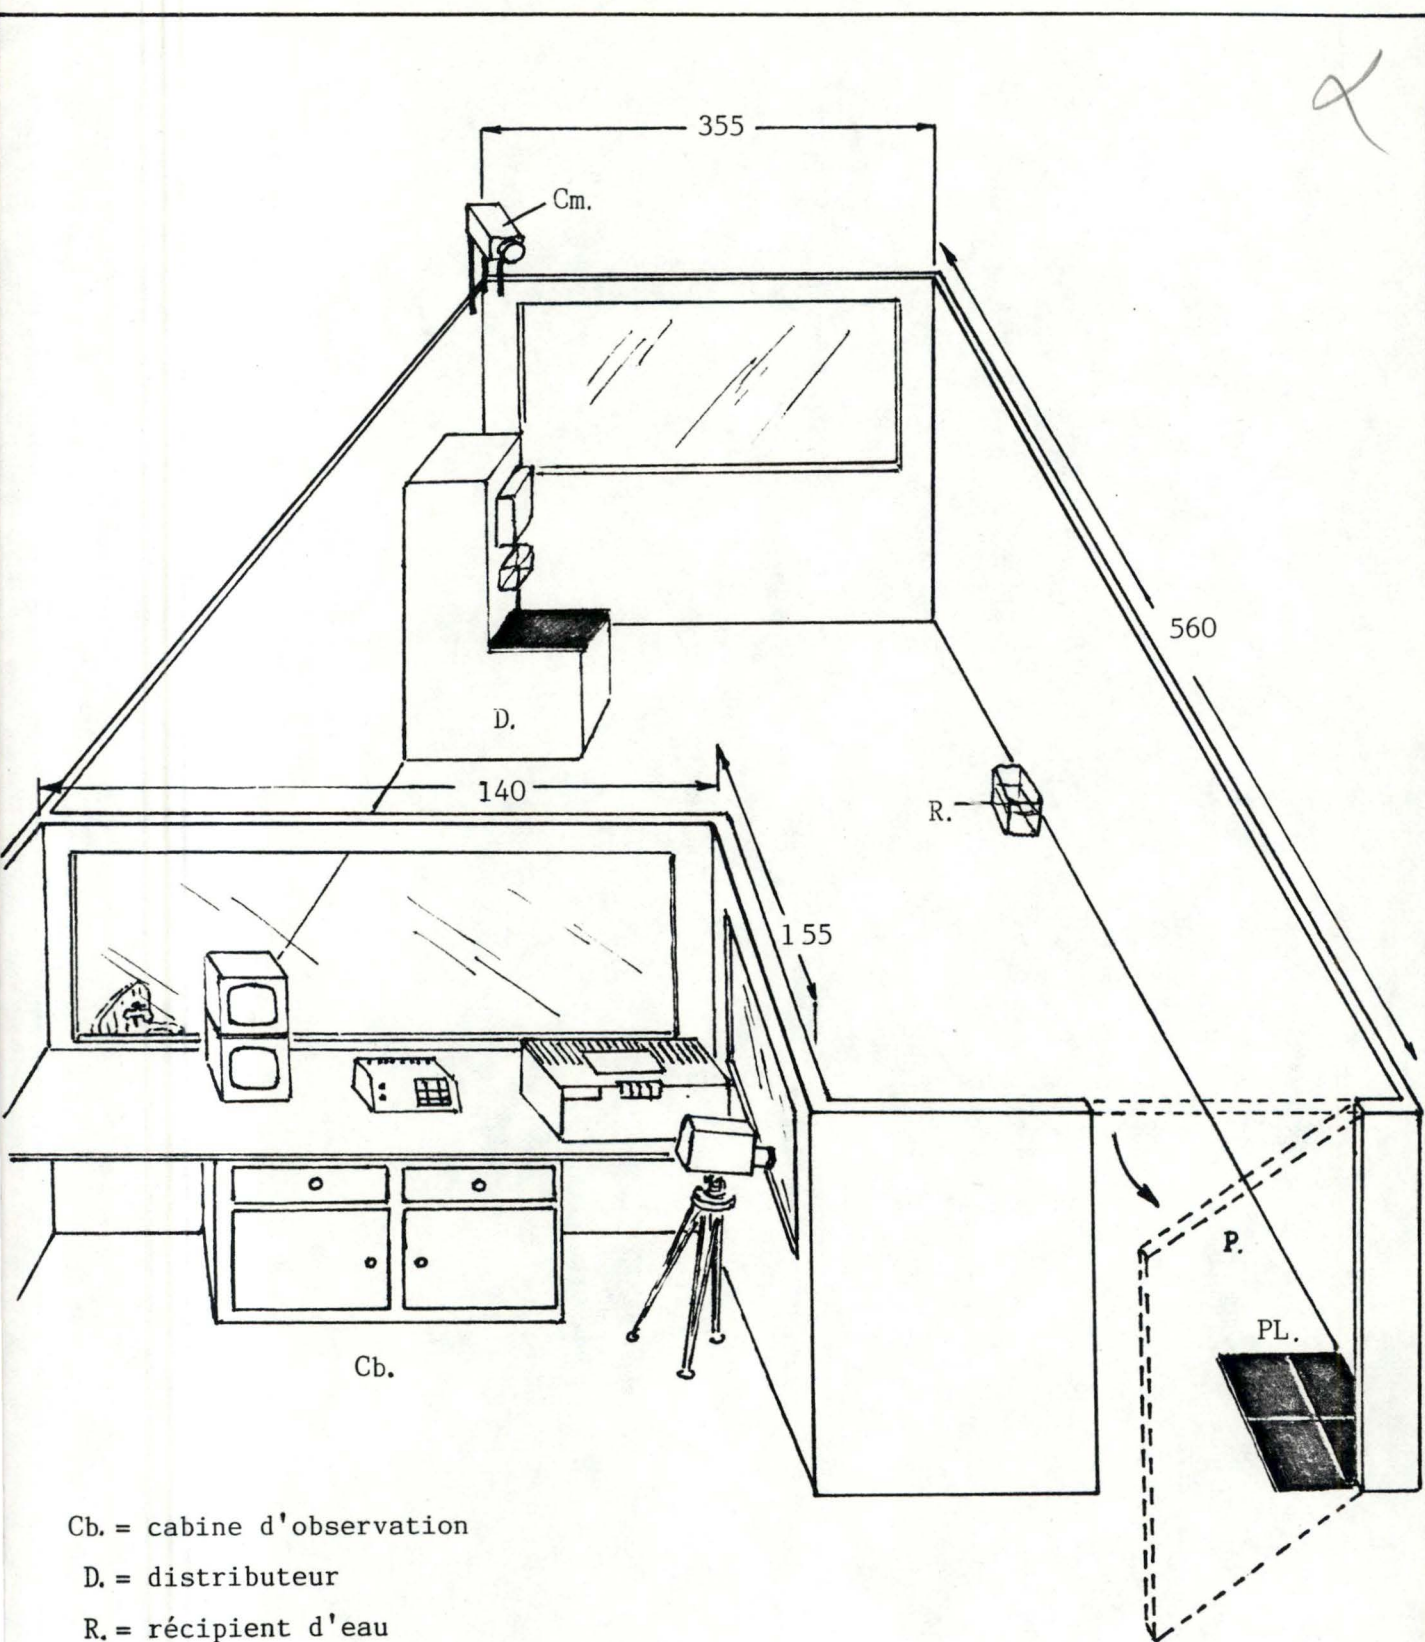 355
Cm.
560
D.
140
R.
155
P.
PL.
Cb.
Cb. = cabine d'observation
D. = distributeur
R. = récipient d'eau